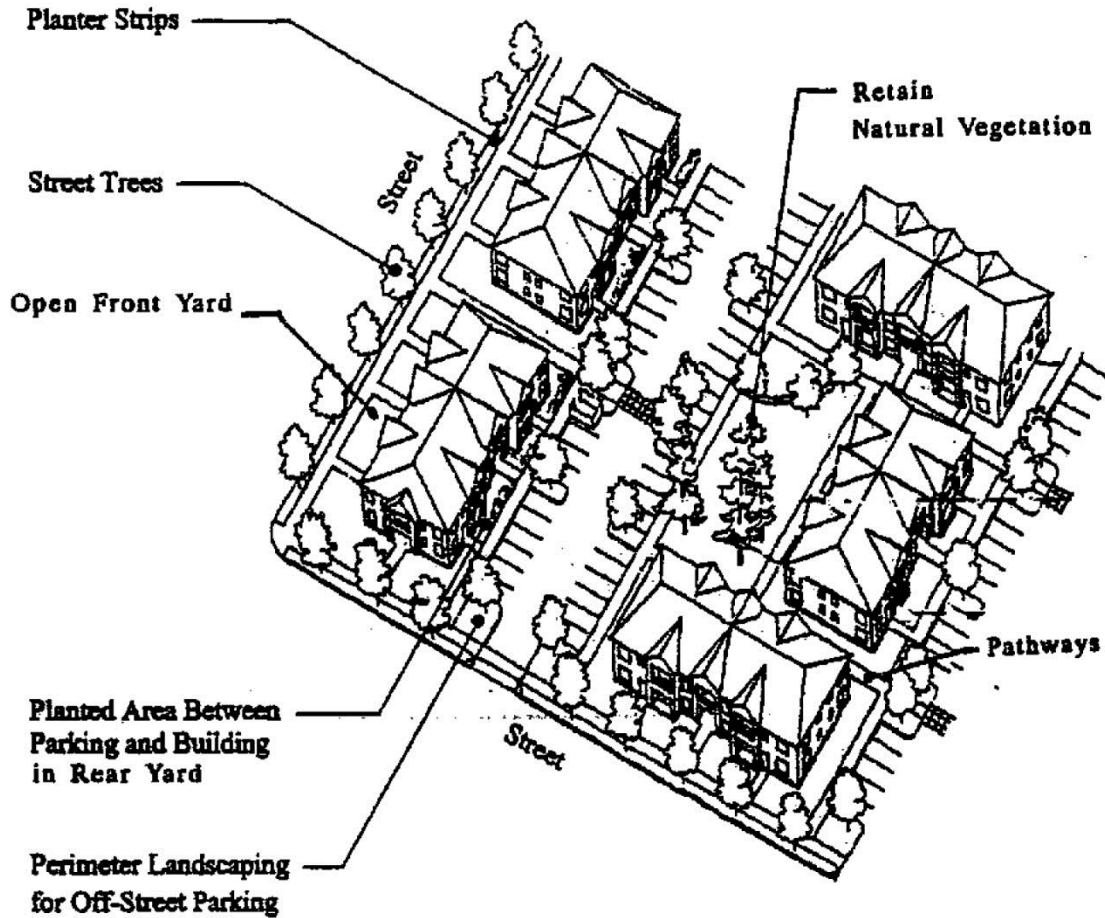 Planter Strips
Retain
Natural Vegetation
Street
Street Trees
Open Front Yard
Pathways
Planted Area Between
Parking and Building
in Rear Yard
Street
Perimeter Landscaping
for Off-Street Parking